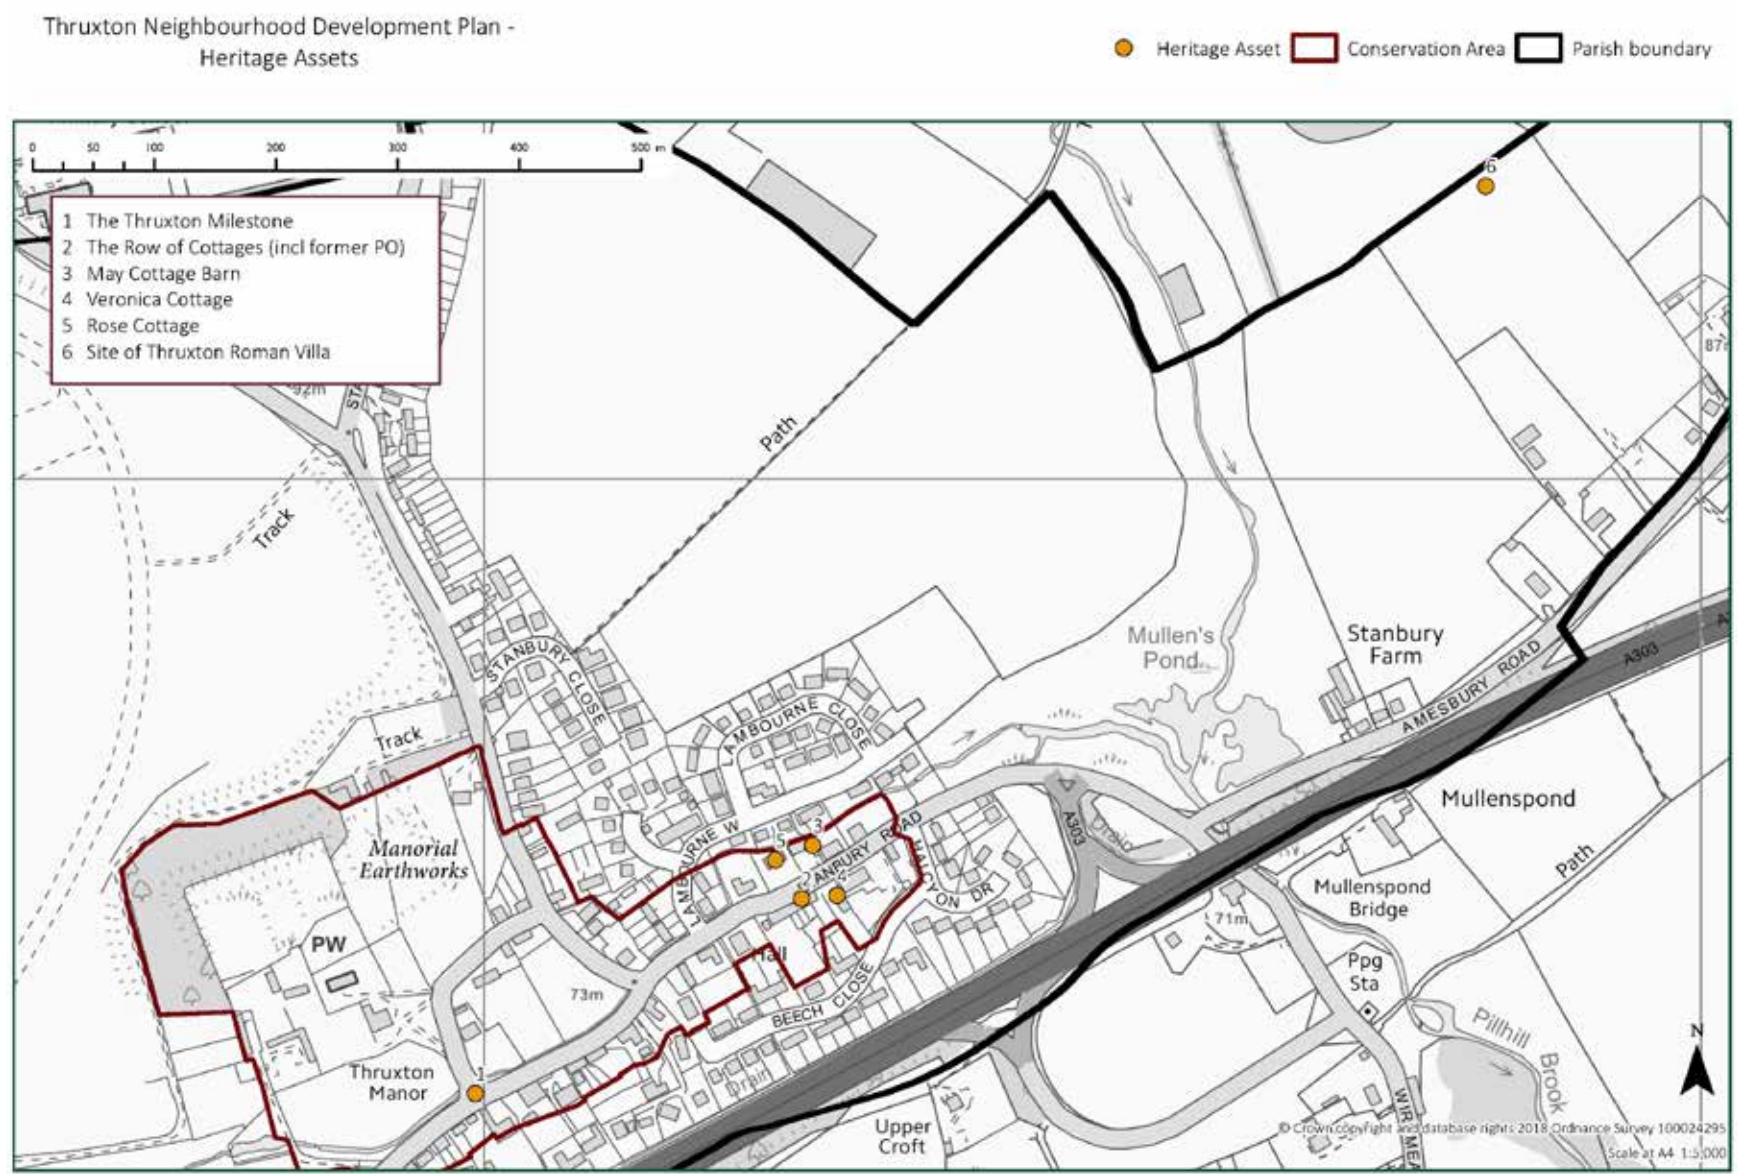 Thruxton Neighbourhood Development Plan -
Heritage Assets
Heritage Asset
Conservation Area
Parish boundary
0 50 100 200 300 400 500 m
1 The Thruxton Milestone
2 The Row of Cottages (incl former PO)
3 May Cottage Barn
4 Veronica Cottage
5 Rose Cottage
6 Site of Thruxton Roman Villa
6
92m
Path
Track
STANBURY CLOSE
Mullen's
Pond
Stanbury
Farm
AMESBURY ROAD
A303
LAMBOURNE CLOSE
Track
Mullenspond
Manorial
Earthworks
LAMBOURNE W
5
3
ANBURY ROAD
A303
Drain
HALCYON DR
2
4
Mullenspond
Bridge
Path
71m
PW
Hall
73m
BEECH CLOSE
Ppg
Sta
Pillhill
Brook
N
Thruxton
Manor
1
Drain
Upper
Croft
© Crown copyright and database rights 2018 Ordnance Survey 100024295
Scale at A4 1:5,000